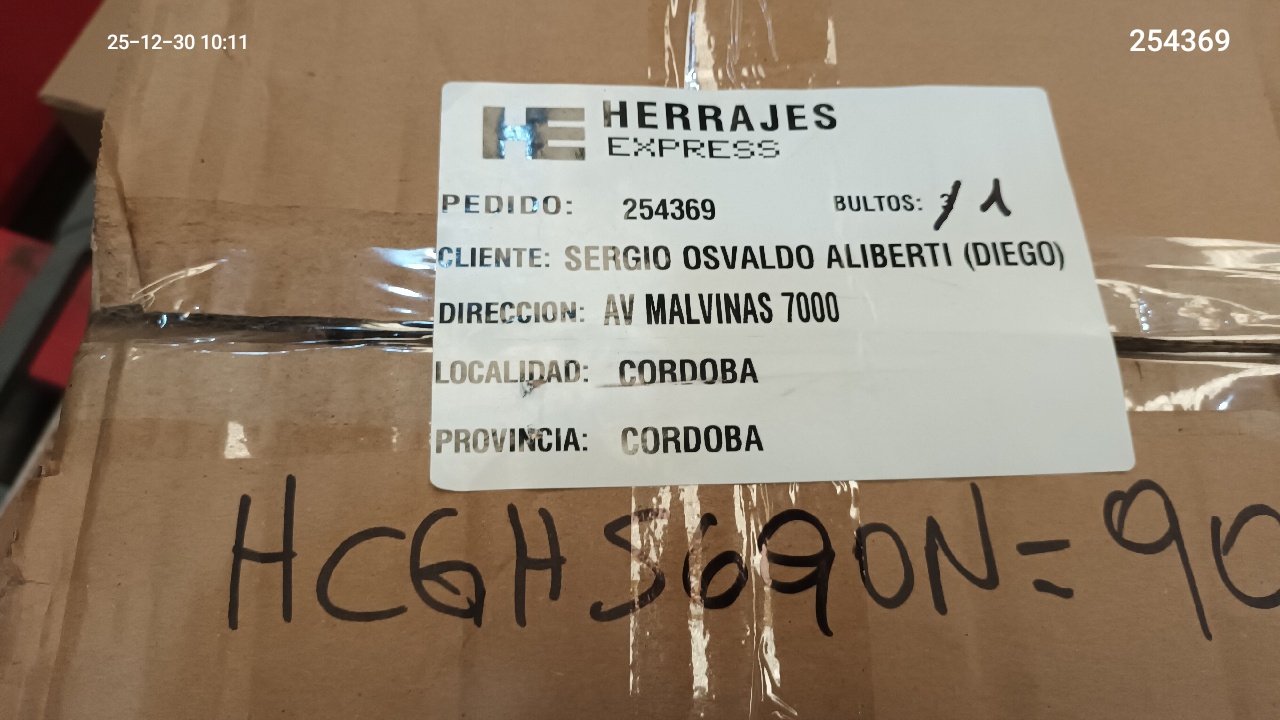 25-12-30 10:11
254369
HE HERRAJES
EXPRESS
PEDIDO: 254369 BULTOS: 1
CLIENTE: SERGIO OSVALDO ALIBERTI (DIEGO)
DIRECCION: AV MALVINAS 7000
LOCALIDAD: CORDOBA
PROVINCIA: CORDOBA
HCGHS690N=90